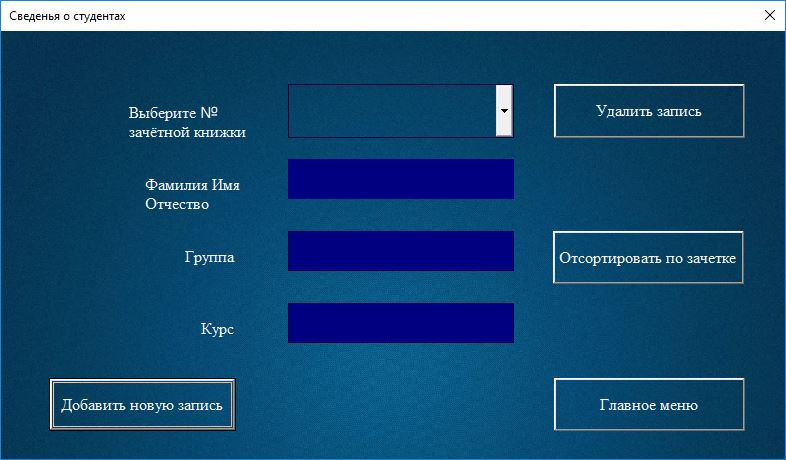 Сведенья о студентах
Выберите №
зачётной книжки
Удалить запись
Фамилия Имя
Отчество
Группа
Отсортировать по зачетке
Курс
Добавить новую запись
Главное меню